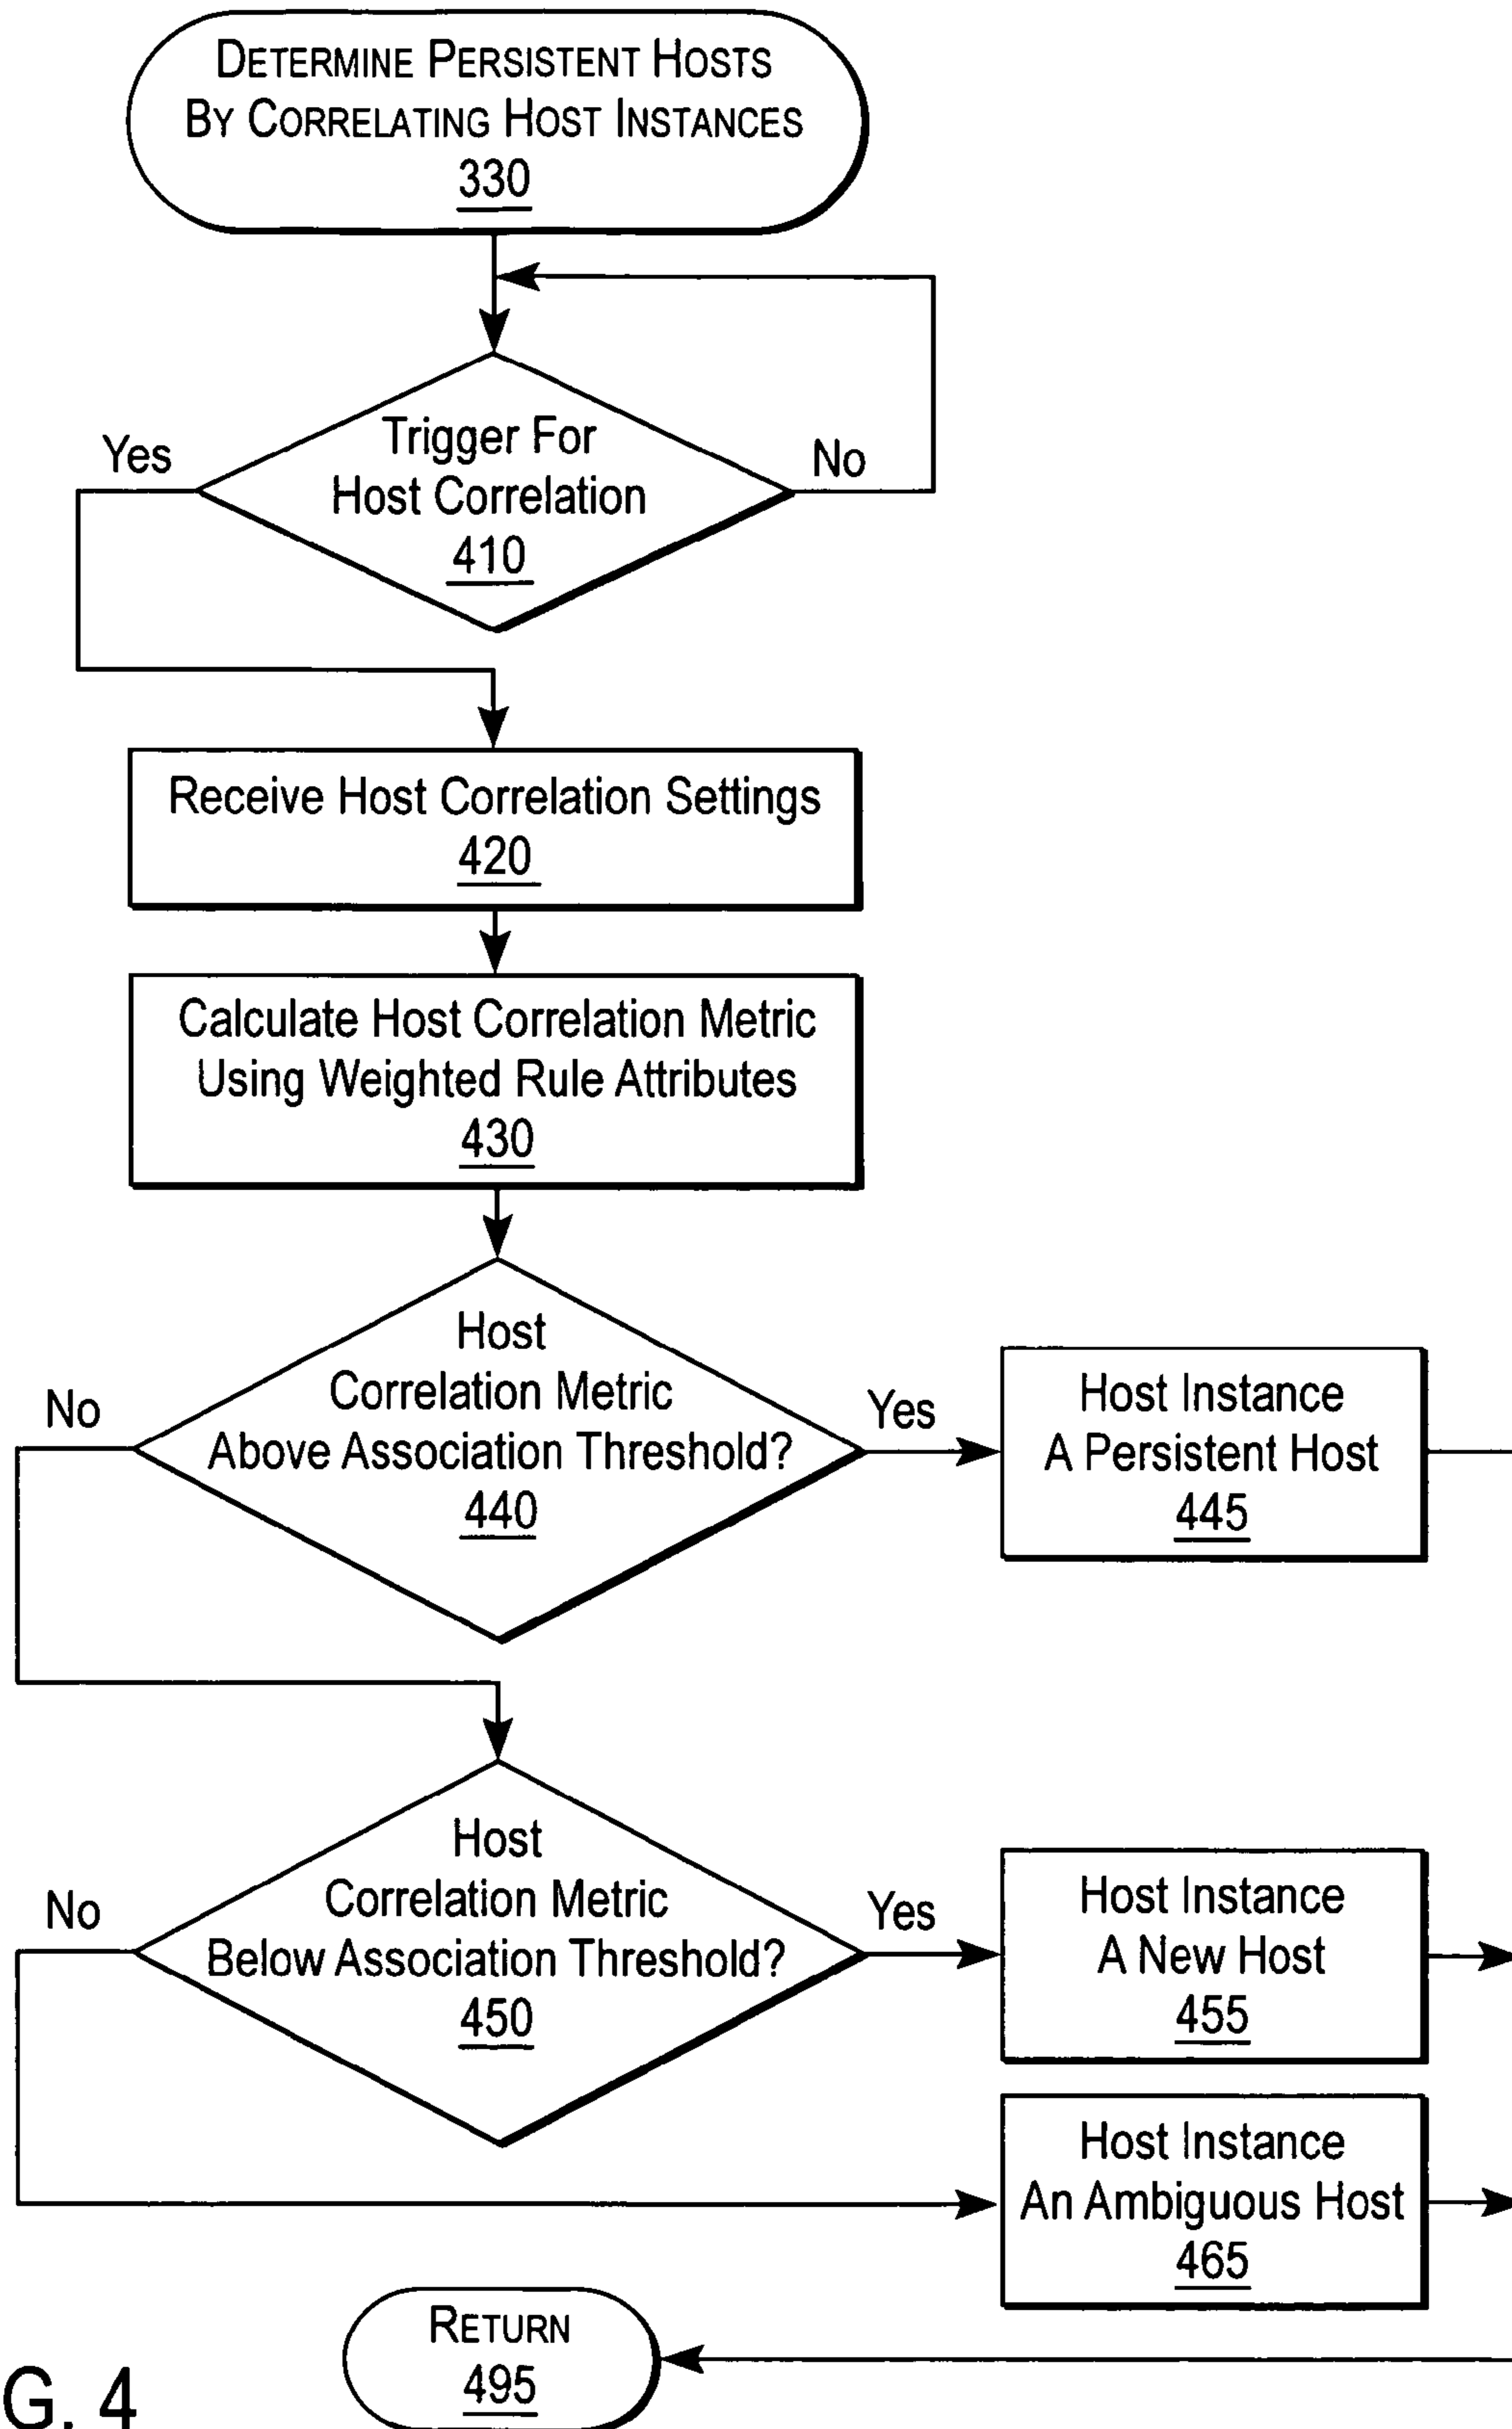 DETERMINE PERSISTENT HOSTS
BY CORRELATING HOST INSTANCES
330
Trigger For
Host Correlation
410
Yes
No
Receive Host Correlation Settings
420
Calculate Host Correlation Metric
Using Weighted Rule Attributes
430
Host
Correlation Metric
Above Association Threshold?
440
No
Yes
Host Instance
A Persistent Host
445
Host
Correlation Metric
Below Association Threshold?
450
No
Yes
Host Instance
A New Host
455
Host Instance
An Ambiguous Host
465
RETURN
495
G. 4